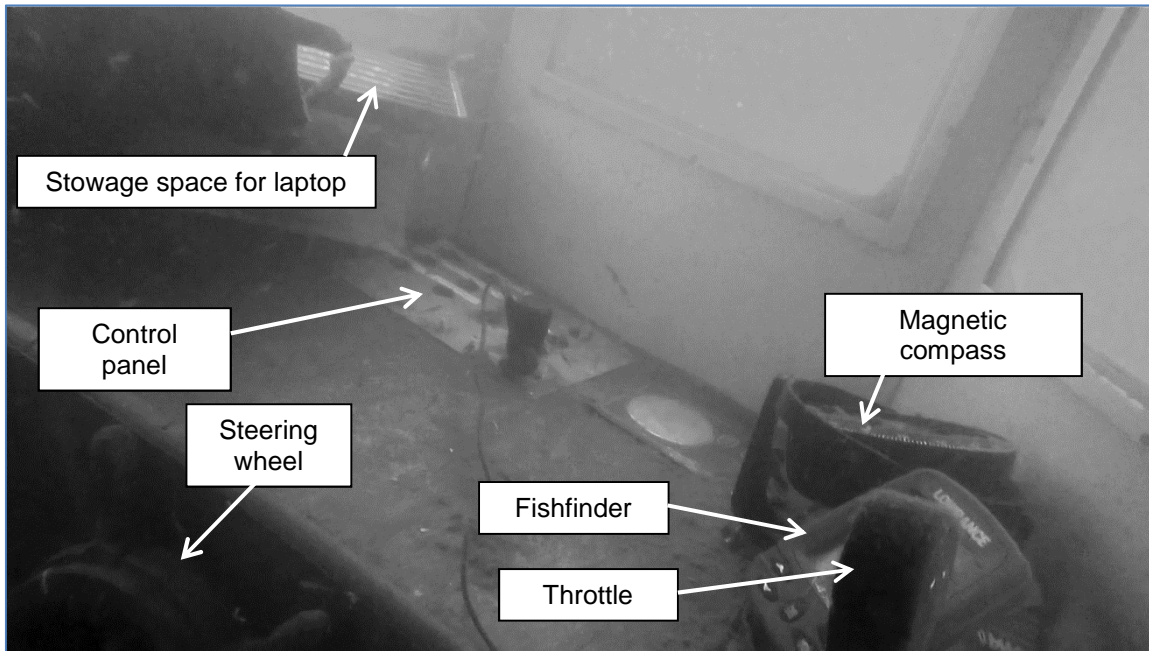 Stowage space for laptop
Control
panel
Magnetic
compass
Steering
wheel
Fishfinder
LOWRANCE
Throttle